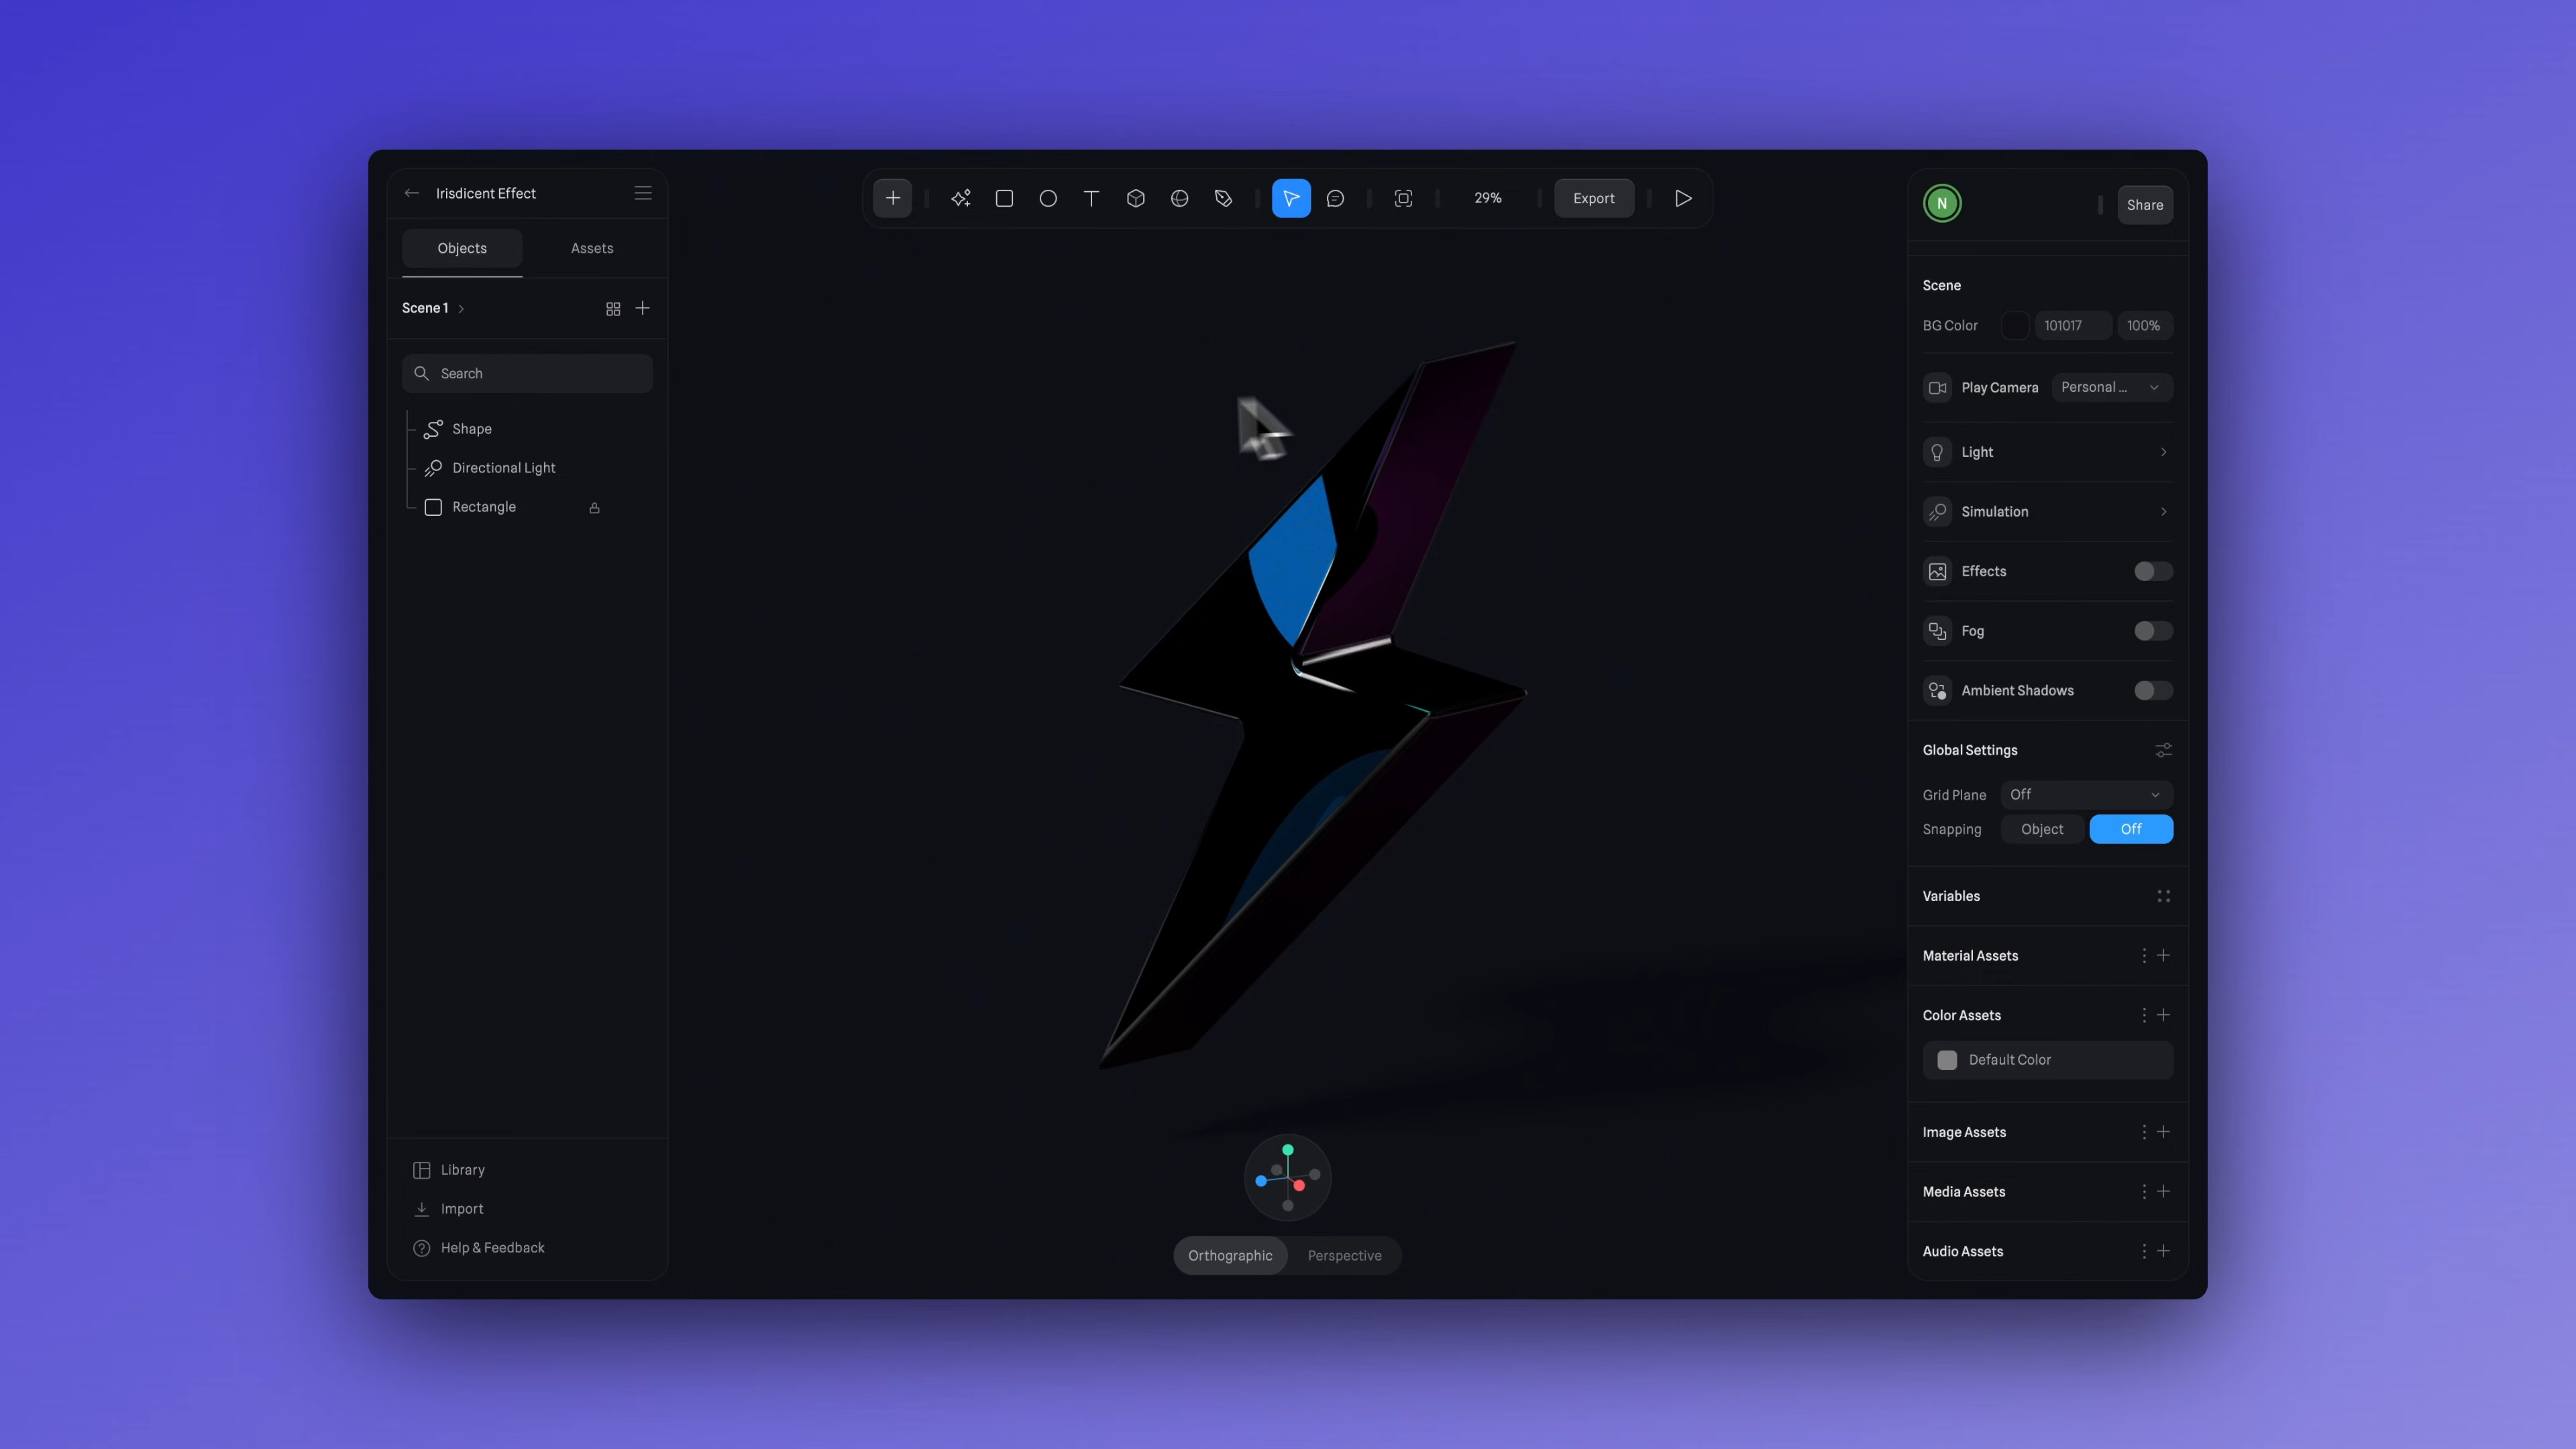 Irisdicent Effect
Objects
Assets
Scene 1
Search
Shape
Directional Light
Rectangle
Library
Import
Help & Feedback
29%
Export
Orthographic
Perspective
N
Share
Scene
BG Color
101017
100%
Play Camera
Personal ...
Light
Simulation
Effects
Fog
Ambient Shadows
Global Settings
Grid Plane
Off
Snapping
Object
Off
Variables
Material Assets
Color Assets
Default Color
Image Assets
Media Assets
Audio Assets